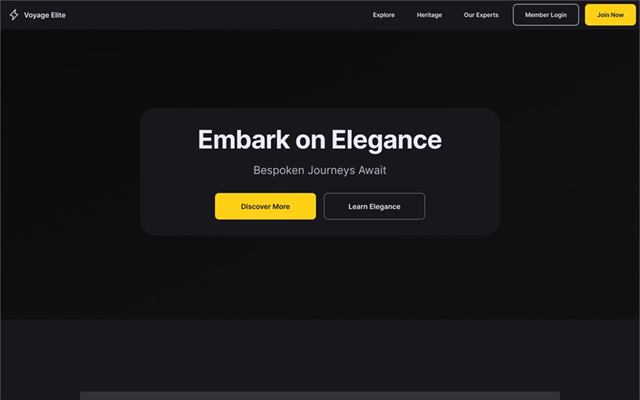 Voyage Elite
Explore
Heritage
Our Experts
Member Login
Join Now
Embark on Elegance
Bespoken Journeys Await
Discover More
Learn Elegance